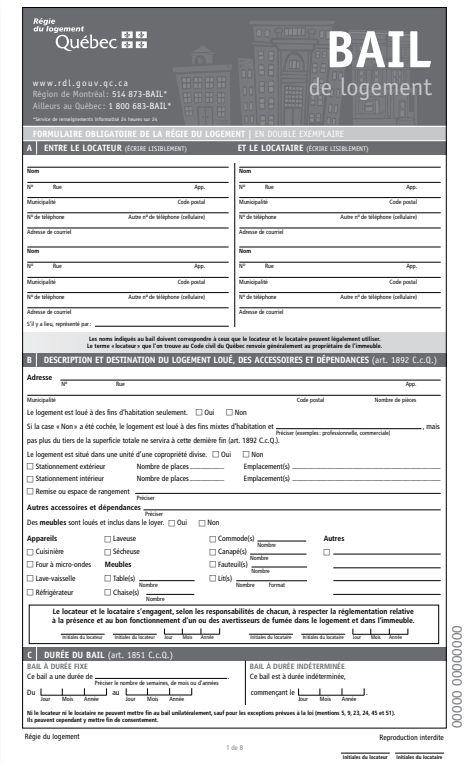 Régie
du logement
Québec
BAIL
de logement
www.rdl.gouv.qc.ca
Région de Montréal: 514 873-BAIL*
Ailleurs au Québec: 1 800 683-BAIL*
*Service de renseignements informatisé 24 heures sur 24
FORMULAIRE OBLIGATOIRE DE LA RÉGIE DU LOGEMENT | EN DOUBLE EXEMPLAIRE
A ENTRE LE LOCATEUR (ÉCRIRE LISIBLEMENT) ET LE LOCATAIRE (ÉCRIRE LISIBLEMENT)
Nom Nom
Nº Rue App. Nº Rue App.
Municipalité Code postal Municipalité Code postal
Nº de téléphone Autre nº de téléphone (cellulaire) Nº de téléphone Autre nº de téléphone (cellulaire)
Adresse de courriel Adresse de courriel
Nom Nom
Nº Rue App. Nº Rue App.
Municipalité Code postal Municipalité Code postal
Nº de téléphone Autre nº de téléphone (cellulaire) Nº de téléphone Autre nº de téléphone (cellulaire)
Adresse de courriel Adresse de courriel
S'il y a lieu, représenté par :
Les noms indiqués au bail doivent correspondre à ceux que le locateur et le locataire peuvent légalement utiliser.
Le terme « locateur » que l'on trouve au Code civil du Québec renvoie généralement au propriétaire de l'immeuble.
B DESCRIPTION ET DESTINATION DU LOGEMENT LOUÉ, DES ACCESSOIRES ET DÉPENDANCES (art. 1892 C.c.Q.)
Adresse
Nº Rue App.
Municipalité Code postal Nombre de pièces
Le logement est loué à des fins d'habitation seulement. ☐ Oui ☐ Non
Si la case « Non » a été cochée, le logement est loué à des fins mixtes d'habitation et , mais
Préciser (exemples : professionnelle, commerciale)
pas plus du tiers de la superficie totale ne servira à cette dernière fin (art. 1892 C.c.Q.).
Le logement est situé dans une unité d'une copropriété divise. ☐ Oui ☐ Non
☐ Stationnement extérieur Nombre de places Emplacement(s)
☐ Stationnement intérieur Nombre de places Emplacement(s)
☐ Remise ou espace de rangement
Préciser
Autres accessoires et dépendances
Préciser
Des meubles sont loués et inclus dans le loyer. ☐ Oui ☐ Non
Appareils ☐ Laveuse ☐ Commode(s) Autres
Nombre
☐ Cuisinière ☐ Sécheuse ☐ Canapé(s) ☐
Nombre
☐ Four à micro-ondes Meubles ☐ Fauteuil(s)
Nombre
☐ Lave-vaisselle ☐ Table(s) ☐ Lit(s)
Nombre Nombre Format
☐ Réfrigérateur ☐ Chaise(s)
Nombre
Le locateur et le locataire s'engagent, selon les responsabilités de chacun, à respecter la réglementation relative
à la présence et au bon fonctionnement d'un ou des avertisseurs de fumée dans le logement et dans l'immeuble.
Initiales du locateur Initiales du locateur Jour Mois Année Initiales du locataire Initiales du locataire Jour Mois Année
C DURÉE DU BAIL (art. 1851 C.c.Q.)
BAIL À DURÉE FIXE BAIL À DURÉE INDÉTERMINÉE
Ce bail a une durée de Ce bail est à durée indéterminée,
Préciser le nombre de semaines, de mois ou d'années
Du au commençant le .
Jour Mois Année Jour Mois Année Jour Mois Année
Ni le locateur ni le locataire ne peuvent mettre fin au bail unilatéralement, sauf pour les exceptions prévues à la loi (mentions 5, 9, 23, 24, 45 et 51).
Ils peuvent cependant y mettre fin de consentement.
00000 00000000
Régie du logement Reproduction interdite
1 de 8
Initiales du locateur Initiales du locataire